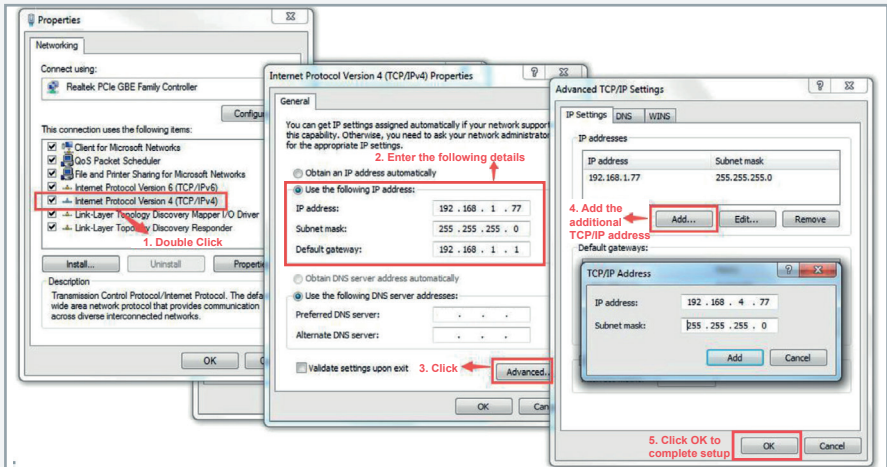 Properties
Networking
Connect using:
Realtek PCIe GBE Family Controller
This connection uses the following items:
Client for Microsoft Networks
QoS Packet Scheduler
File and Printer Sharing for Microsoft Networks
Internet Protocol Version 6 (TCP/IPv6)
Internet Protocol Version 4 (TCP/IPv4)
Link-Layer Topology Discovery Mapper I/O Driver
Link-Layer Topology Discovery Responder
1. Double Click
Install...
Uninstall
Description
Transmission Control Protocol/Internet Protocol. The
wide area network protocol that provides communication
across diverse interconnected networks.
OK
Internet Protocol Version 4 (TCP/IPv4) Properties
General
You can get IP settings assigned automatically if your network
this capability. Otherwise, you need to ask your network administrator
for the appropriate IP settings.
2. Enter the following details
Obtain an IP address automatically
Use the following IP address:
IP address: 192 . 168 . 1 . 77
Subnet mask: 255 . 255 . 255 . 0
Default gateway: 192 . 168 . 1 . 1
Obtain DNS server address automatically
Use the following DNS server addresses:
Preferred DNS server: . . .
Alternate DNS server: . . .
Validate settings upon exit
3. Click
Advanced..
OK
Advanced TCP/IP Settings
IP Settings DNS WINS
IP addresses
IP address Subnet mask
192.168.1.77 255.255.255.0
4. Add the
additional
TCP/IP address
Add... Edit... Remove
Default gateways:
TCP/IP Address
IP address: 192 . 168 . 4 . 77
Subnet mask: 255 . 255 . 255 . 0
Add Cancel
5. Click OK to
complete setup
OK Cancel